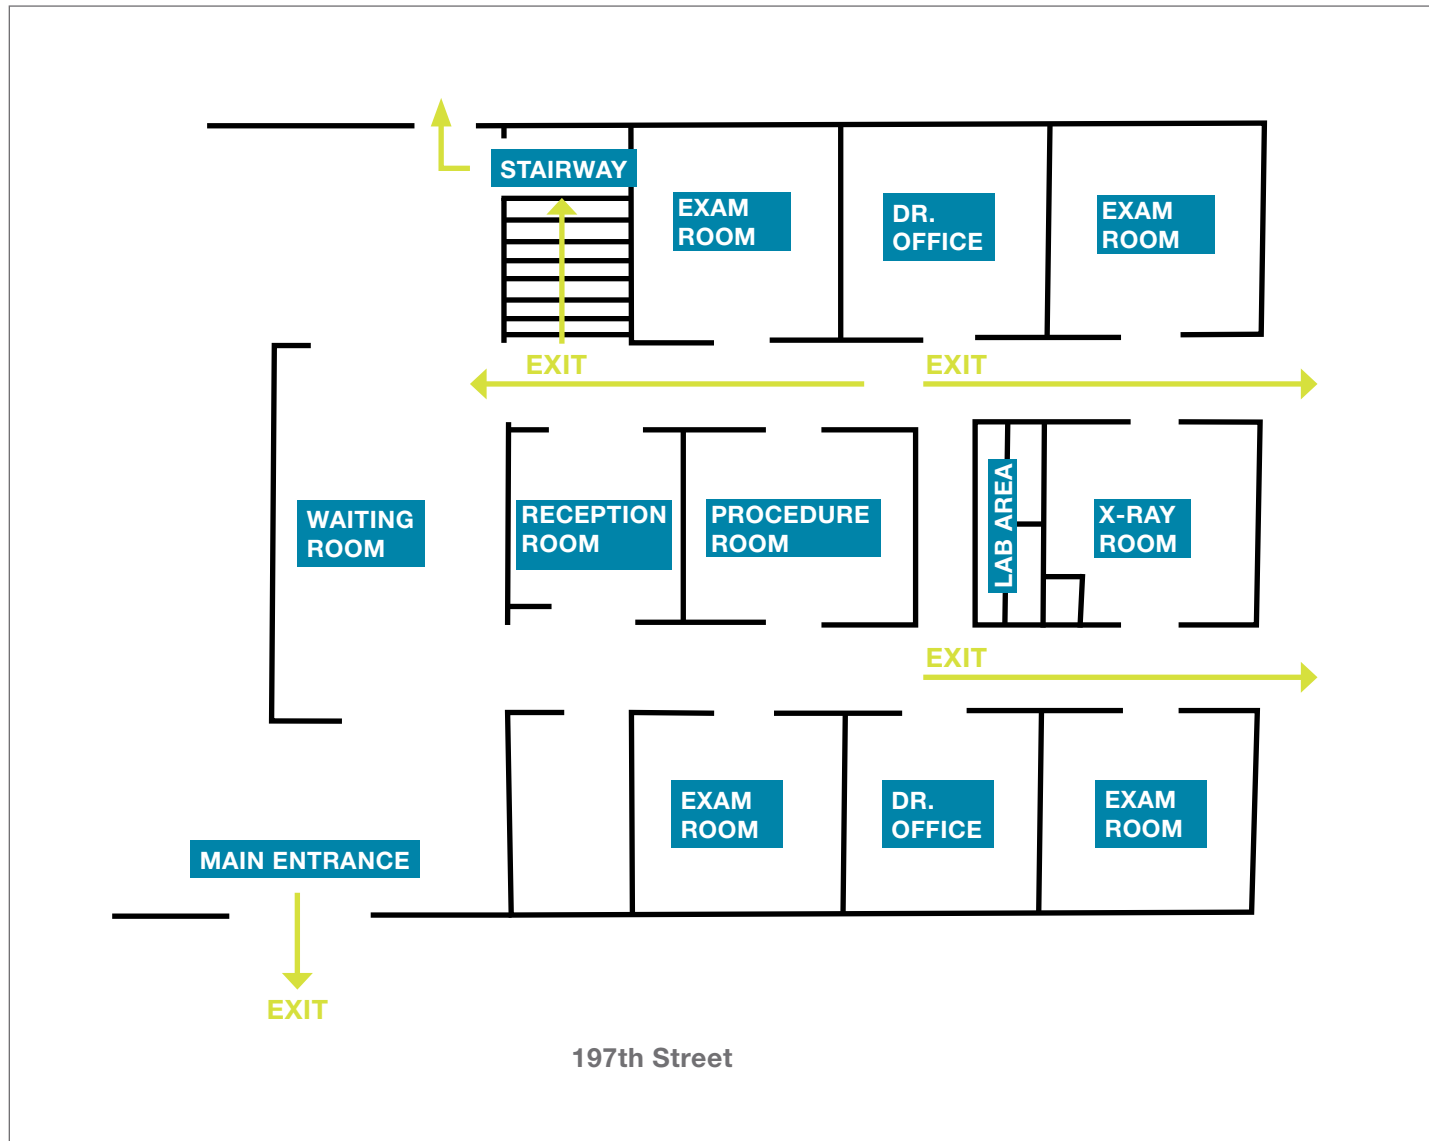 STAIRWAY
EXAM
ROOM
DR.
OFFICE
EXAM
ROOM
EXIT
EXIT
WAITING
ROOM
RECEPTION
ROOM
PROCEDURE
ROOM
LAB AREA
X-RAY
ROOM
EXIT
EXAM
ROOM
DR.
OFFICE
EXAM
ROOM
MAIN ENTRANCE
EXIT
197th Street